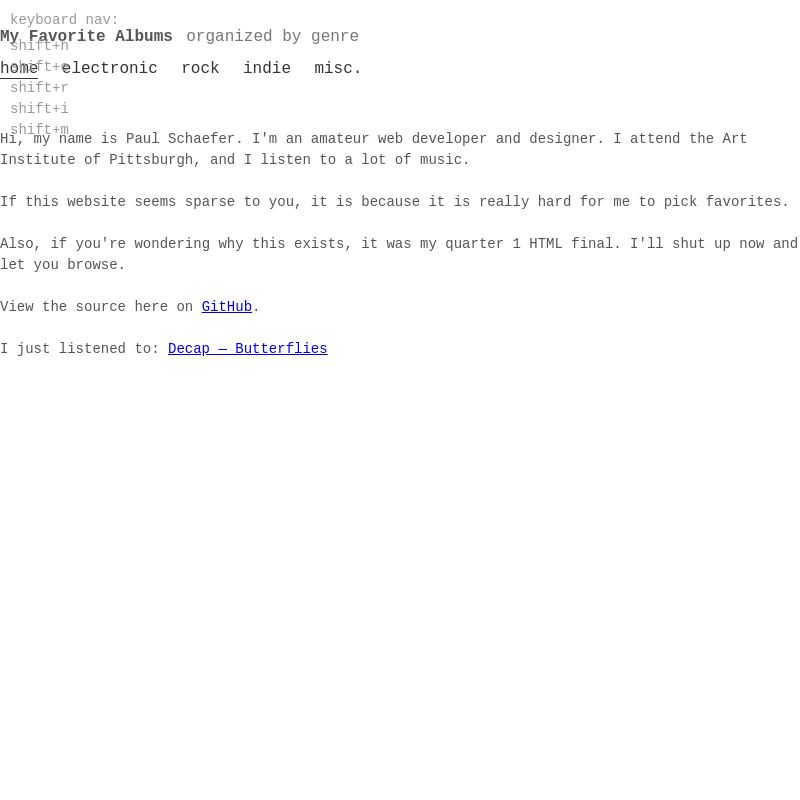 keyboard nav:
My Favorite Albums organized by genre
shift+h
shift+e
home electronic rock indie misc.
shift+r
shift+i
shift+m
Hi, my name is Paul Schaefer. I'm an amateur web developer and designer. I attend the Art
Institute of Pittsburgh, and I listen to a lot of music.
If this website seems sparse to you, it is because it is really hard for me to pick favorites.
Also, if you're wondering why this exists, it was my quarter 1 HTML final. I'll shut up now and
let you browse.
View the source here on GitHub.
I just listened to: Decap — Butterflies